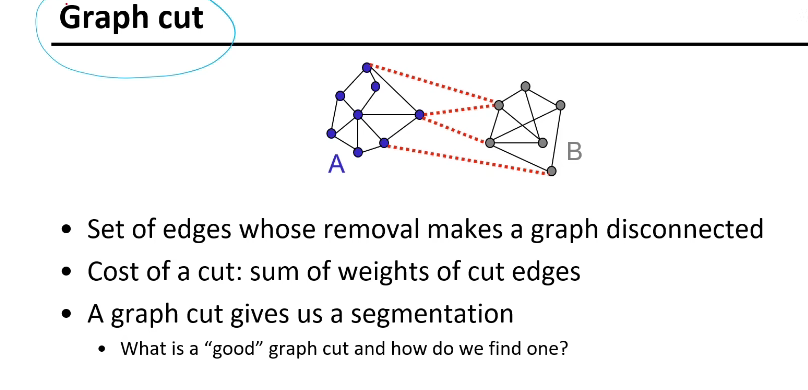 Graph cut
A
B
• Set of edges whose removal makes a graph disconnected
• Cost of a cut: sum of weights of cut edges
• A graph cut gives us a segmentation
• What is a “good” graph cut and how do we find one?